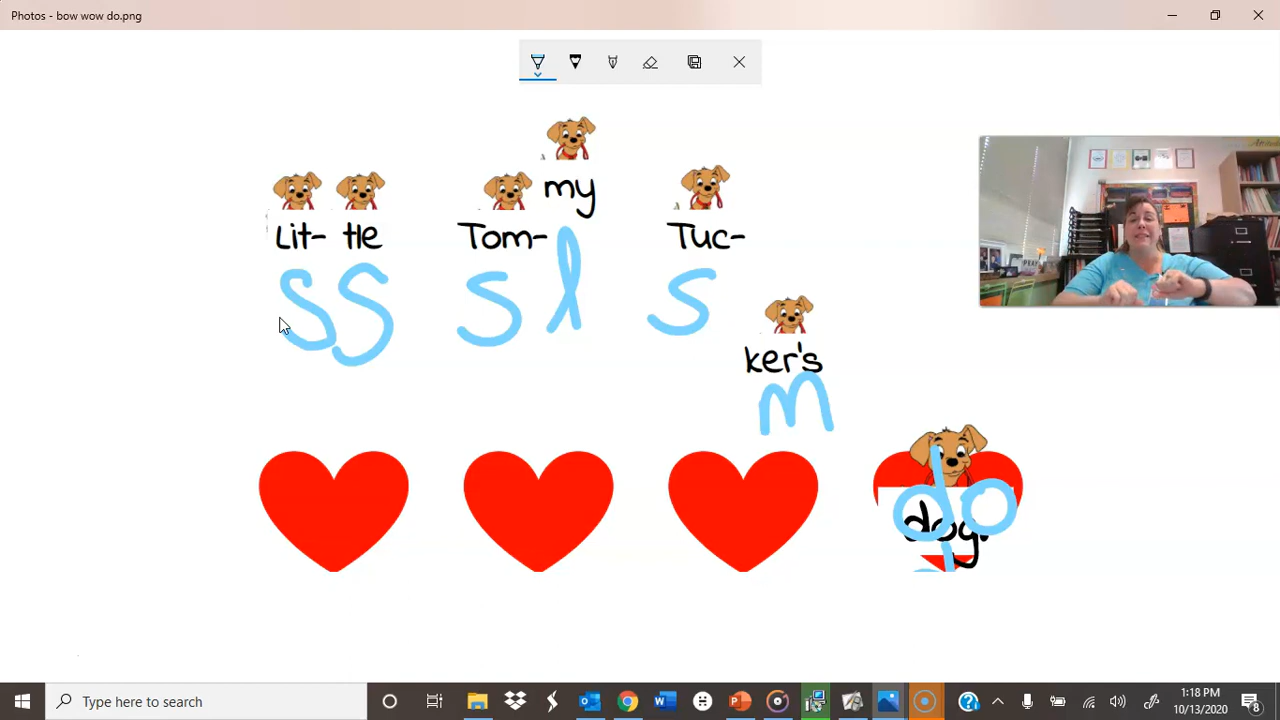 Photos - bow wow do.png
my
Lit- tle Tom- Tuc-
s s s l s
ker's
m
dog.
do
Type here to search
1:18 PM
10/13/2020
8